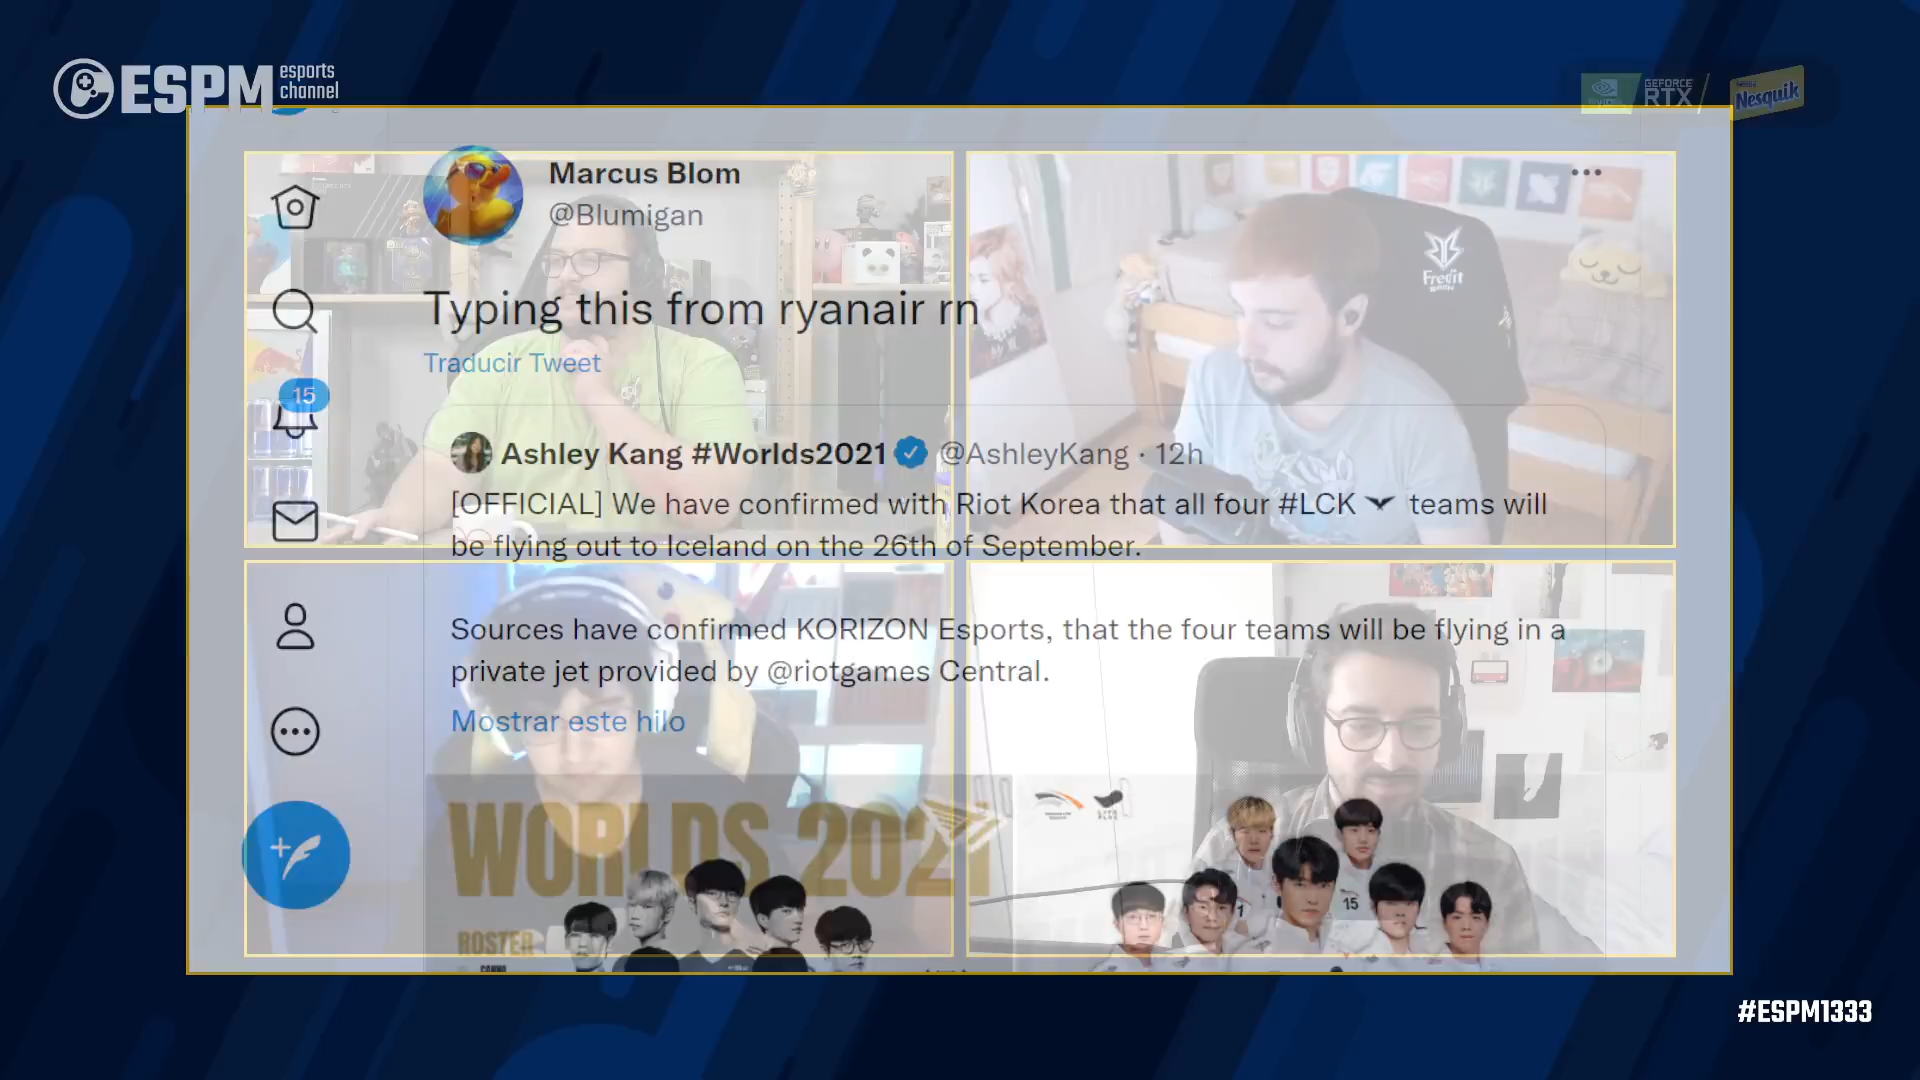 ESPM esports
channel
GEFORCE
RTX
Nesquik
Marcus Blom
@Blumigan
Typing this from ryanair rn
Traducir Tweet
15
Ashley Kang #Worlds2021 @AshleyKang · 12h
[OFFICIAL] We have confirmed with Riot Korea that all four #LCK teams will
be flying out to Iceland on the 26th of September.
Sources have confirmed KORIZON Esports, that the four teams will be flying in a
private jet provided by @riotgames Central.
Mostrar este hilo
WORLDS 2021
ROSTER
15
Fredit
BRION
#ESPM1333